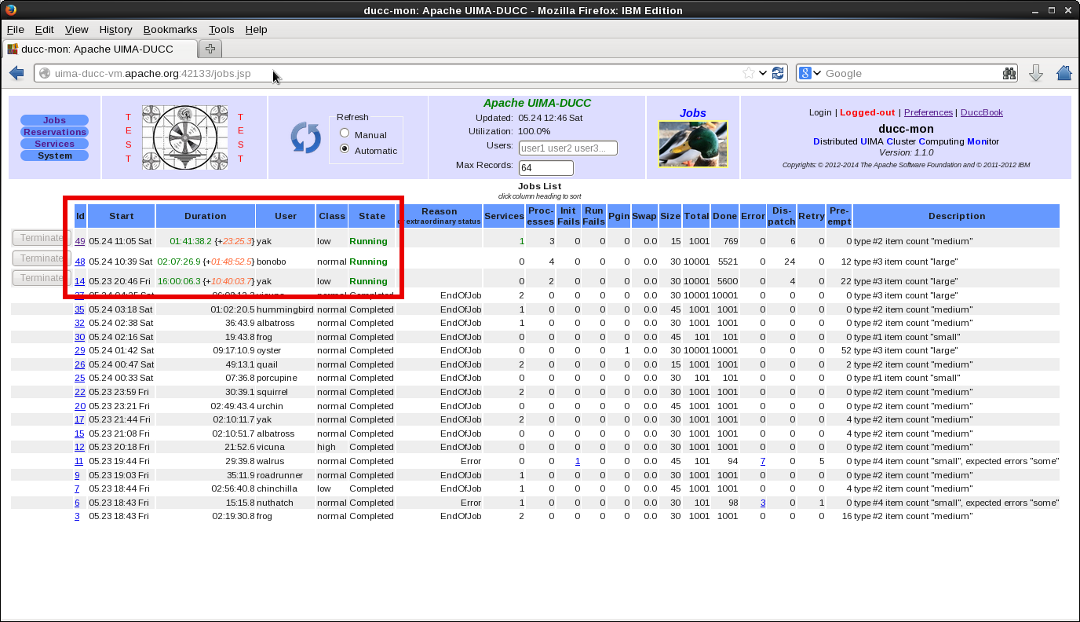 ducc-mon: Apache UIMA-DUCC - Mozilla Firefox: IBM Edition
File Edit View History Bookmarks Tools Help
ducc-mon: Apache UIMA-DUCC
uima-ducc-vm.apache.org:42133/jobs.jsp Google
Jobs
Reservations
Services
System
T
E
S
T
T
E
S
T
Refresh
Manual
Automatic
Apache UIMA-DUCC
Updated: 05.24 12:46 Sat
Utilization: 100.0%
Users: user1 user2 user3...
Max Records: 64
Jobs
Login | Logged-out | Preferences | DuccBook
ducc-mon
Distributed UIMA Cluster Computing Monitor
Version: 1.1.0
Copyrights: © 2012-2014 The Apache Software Foundation and © 2011-2012 IBM
Jobs List
click column heading to sort
Id Start Duration User Class State Reason extraordinary status Services Processes Init Fails Run Fails Pgin Swap Size Total Done Error Dispatch Retry Preempt Description
Terminate 49 05.24 11:05 Sat 01:41:38.2 {+23:25.3} yak low Running 1 3 0 0 0 0.0 15 1001 769 0 6 0 0 type #2 item count "medium"
Terminate 48 05.24 10:39 Sat 02:07:26.9 {+01:48:52.5} bonobo normal Running 0 4 0 0 0 0.0 30 10001 5521 0 24 0 12 type #3 item count "large"
Terminate 14 05.23 20:46 Fri 16:00:06.3 {+10:40:03.7} yak low Running 0 2 0 0 0 0.0 30 10001 5600 0 4 0 22 type #3 item count "large"
Completed EndOfJob 2 0 0 0 0 0.0 30 10001 10001 0 0 0 0 type #3 item count "large"
35 05.24 03:18 Sat 01:02:20.5 hummingbird normal Completed EndOfJob 1 0 0 0 0 0.0 45 1001 1001 0 0 0 0 type #2 item count "medium"
32 05.24 02:38 Sat 36:43.9 albatross normal Completed EndOfJob 1 0 0 0 0 0.0 30 1001 1001 0 0 0 0 type #2 item count "medium"
30 05.24 02:16 Sat 19:43.8 frog normal Completed EndOfJob 0 0 0 0 0 0.0 45 101 101 0 0 0 0 type #1 item count "small"
29 05.24 01:42 Sat 09:17:10.9 oyster normal Completed EndOfJob 0 0 0 0 1 0.0 30 10001 10001 0 0 0 52 type #3 item count "large"
26 05.24 00:47 Sat 49:13.1 quail normal Completed EndOfJob 2 0 0 0 0 0.0 15 1001 1001 0 0 0 2 type #2 item count "medium"
25 05.24 00:33 Sat 07:36.8 porcupine normal Completed EndOfJob 0 0 0 0 0 0.0 30 101 101 0 0 0 0 type #1 item count "small"
22 05.23 23:59 Fri 30:39.1 squirrel normal Completed EndOfJob 2 0 0 0 0 0.0 30 1001 1001 0 0 0 0 type #2 item count "medium"
20 05.23 23:21 Fri 02:49:43.4 urchin normal Completed EndOfJob 0 0 0 0 0 0.0 45 1001 1001 0 0 0 0 type #2 item count "medium"
17 05.23 21:44 Fri 02:10:11.7 yak normal Completed EndOfJob 2 0 0 0 0 0.0 30 1001 1001 0 0 0 4 type #2 item count "medium"
15 05.23 21:08 Fri 02:10:51.7 albatross normal Completed EndOfJob 0 0 0 0 0 0.0 30 1001 1001 0 0 0 4 type #2 item count "medium"
12 05.23 20:18 Fri 21:52.6 vicuna high Completed EndOfJob 0 0 0 0 0 0.0 30 1001 1001 0 0 0 0 type #2 item count "medium"
11 05.23 19:44 Fri 29:39.8 walrus normal Completed Error 0 0 1 0 0 0.0 45 101 94 7 0 5 0 type #4 item count "small", expected errors "some"
9 05.23 19:03 Fri 35:11.9 roadrunner normal Completed EndOfJob 1 0 0 0 0 0.0 30 1001 1001 0 0 0 0 type #2 item count "medium"
7 05.23 18:44 Fri 02:56:40.8 chinchilla low Completed EndOfJob 1 0 0 0 0 0.0 45 1001 1001 0 0 0 4 type #2 item count "medium"
6 05.23 18:43 Fri 15:15.8 nuthatch normal Completed Error 1 0 0 0 0 0.0 30 101 98 3 0 1 0 type #4 item count "small", expected errors "some"
3 05.23 18:43 Fri 02:19:30.8 frog normal Completed EndOfJob 2 0 0 0 0 0.0 30 1001 1001 0 0 0 16 type #2 item count "medium"